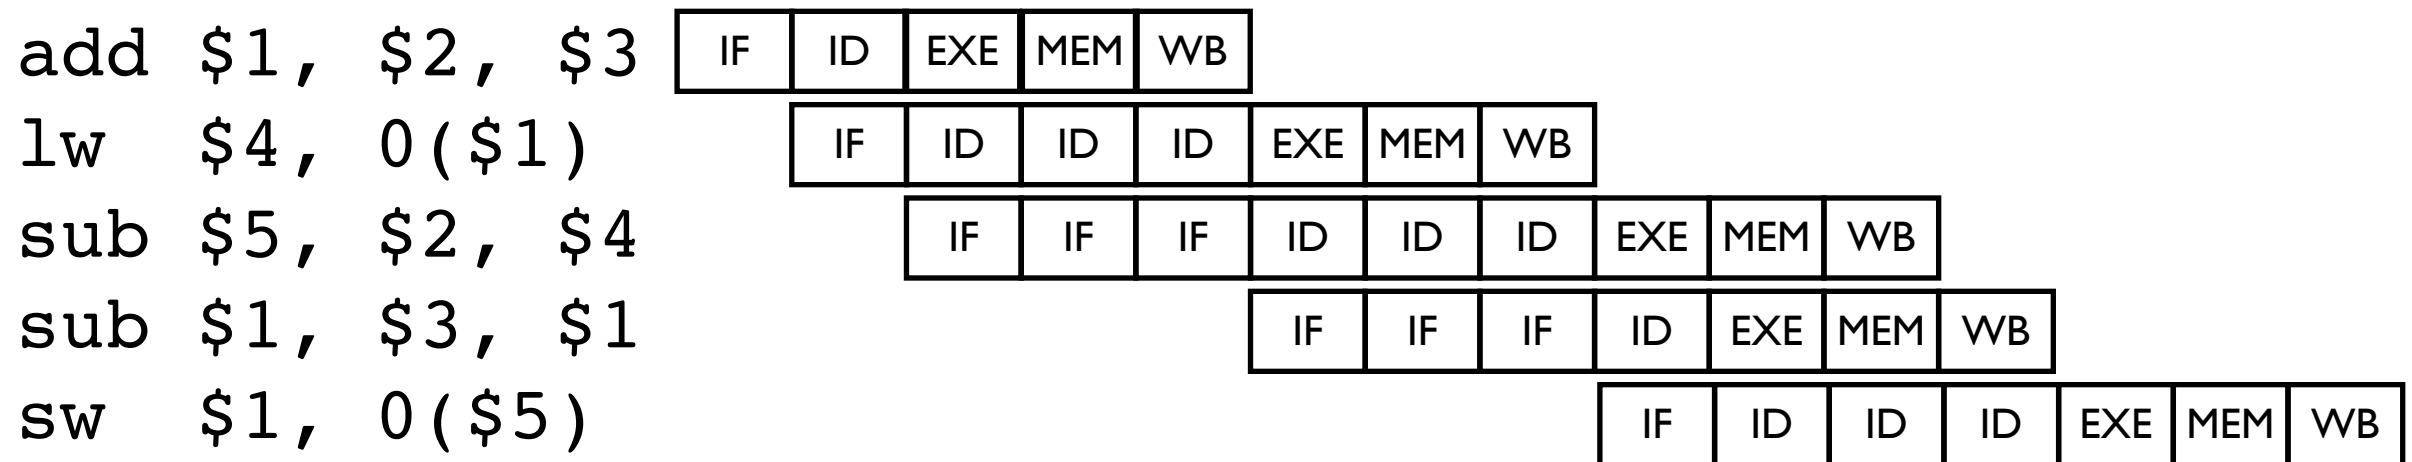 add $1, $2, $3 IF ID EXE MEM WB
lw $4, 0($1) IF ID ID ID EXE MEM WB
sub $5, $2, $4 IF IF IF ID ID ID EXE MEM WB
sub $1, $3, $1 IF IF IF ID EXE MEM WB
sw $1, 0($5) IF ID ID ID EXE MEM WB